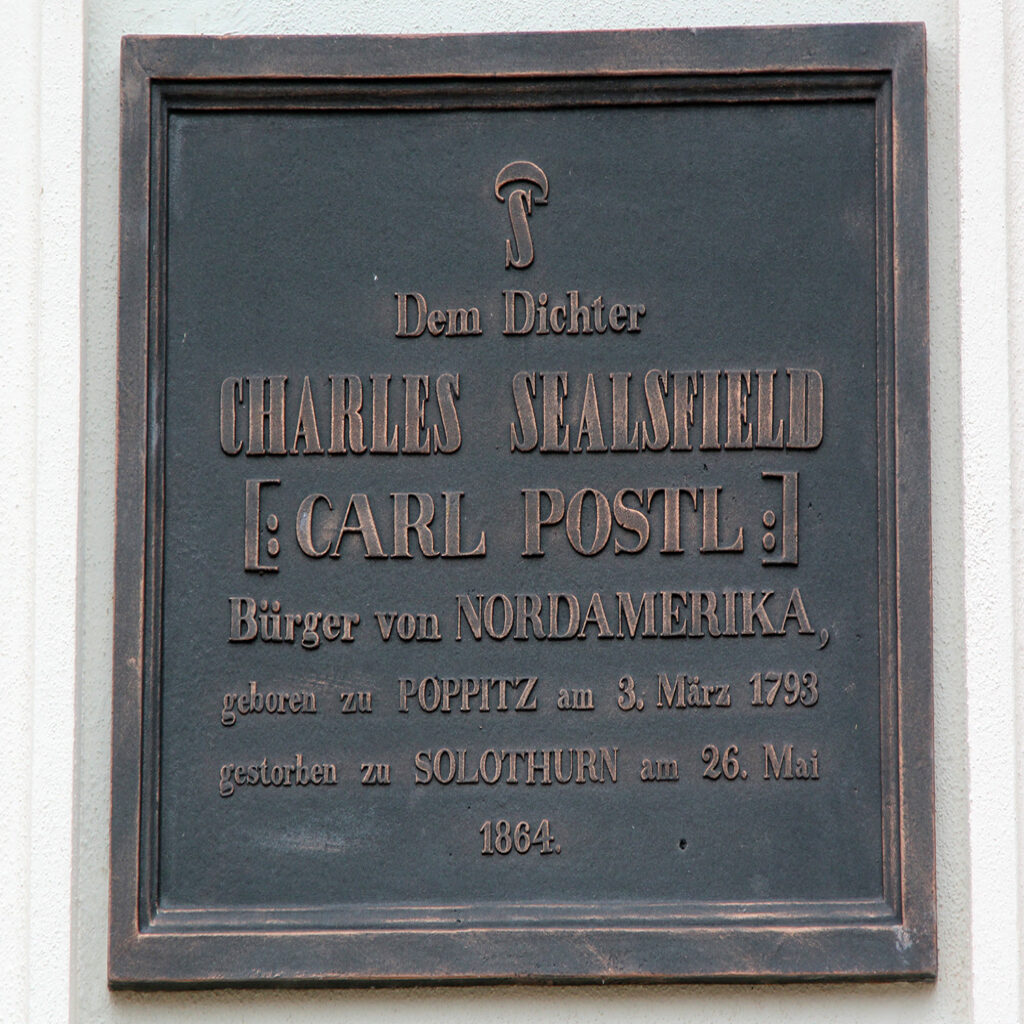 S
Dem Dichter
CHARLES SEALSFIELD
[: CARL POSTL :]
Bürger von NORDAMERIKA,
geboren zu POPPITZ am 3. März 1793
gestorben zu SOLOTHURN am 26. Mai
1864.